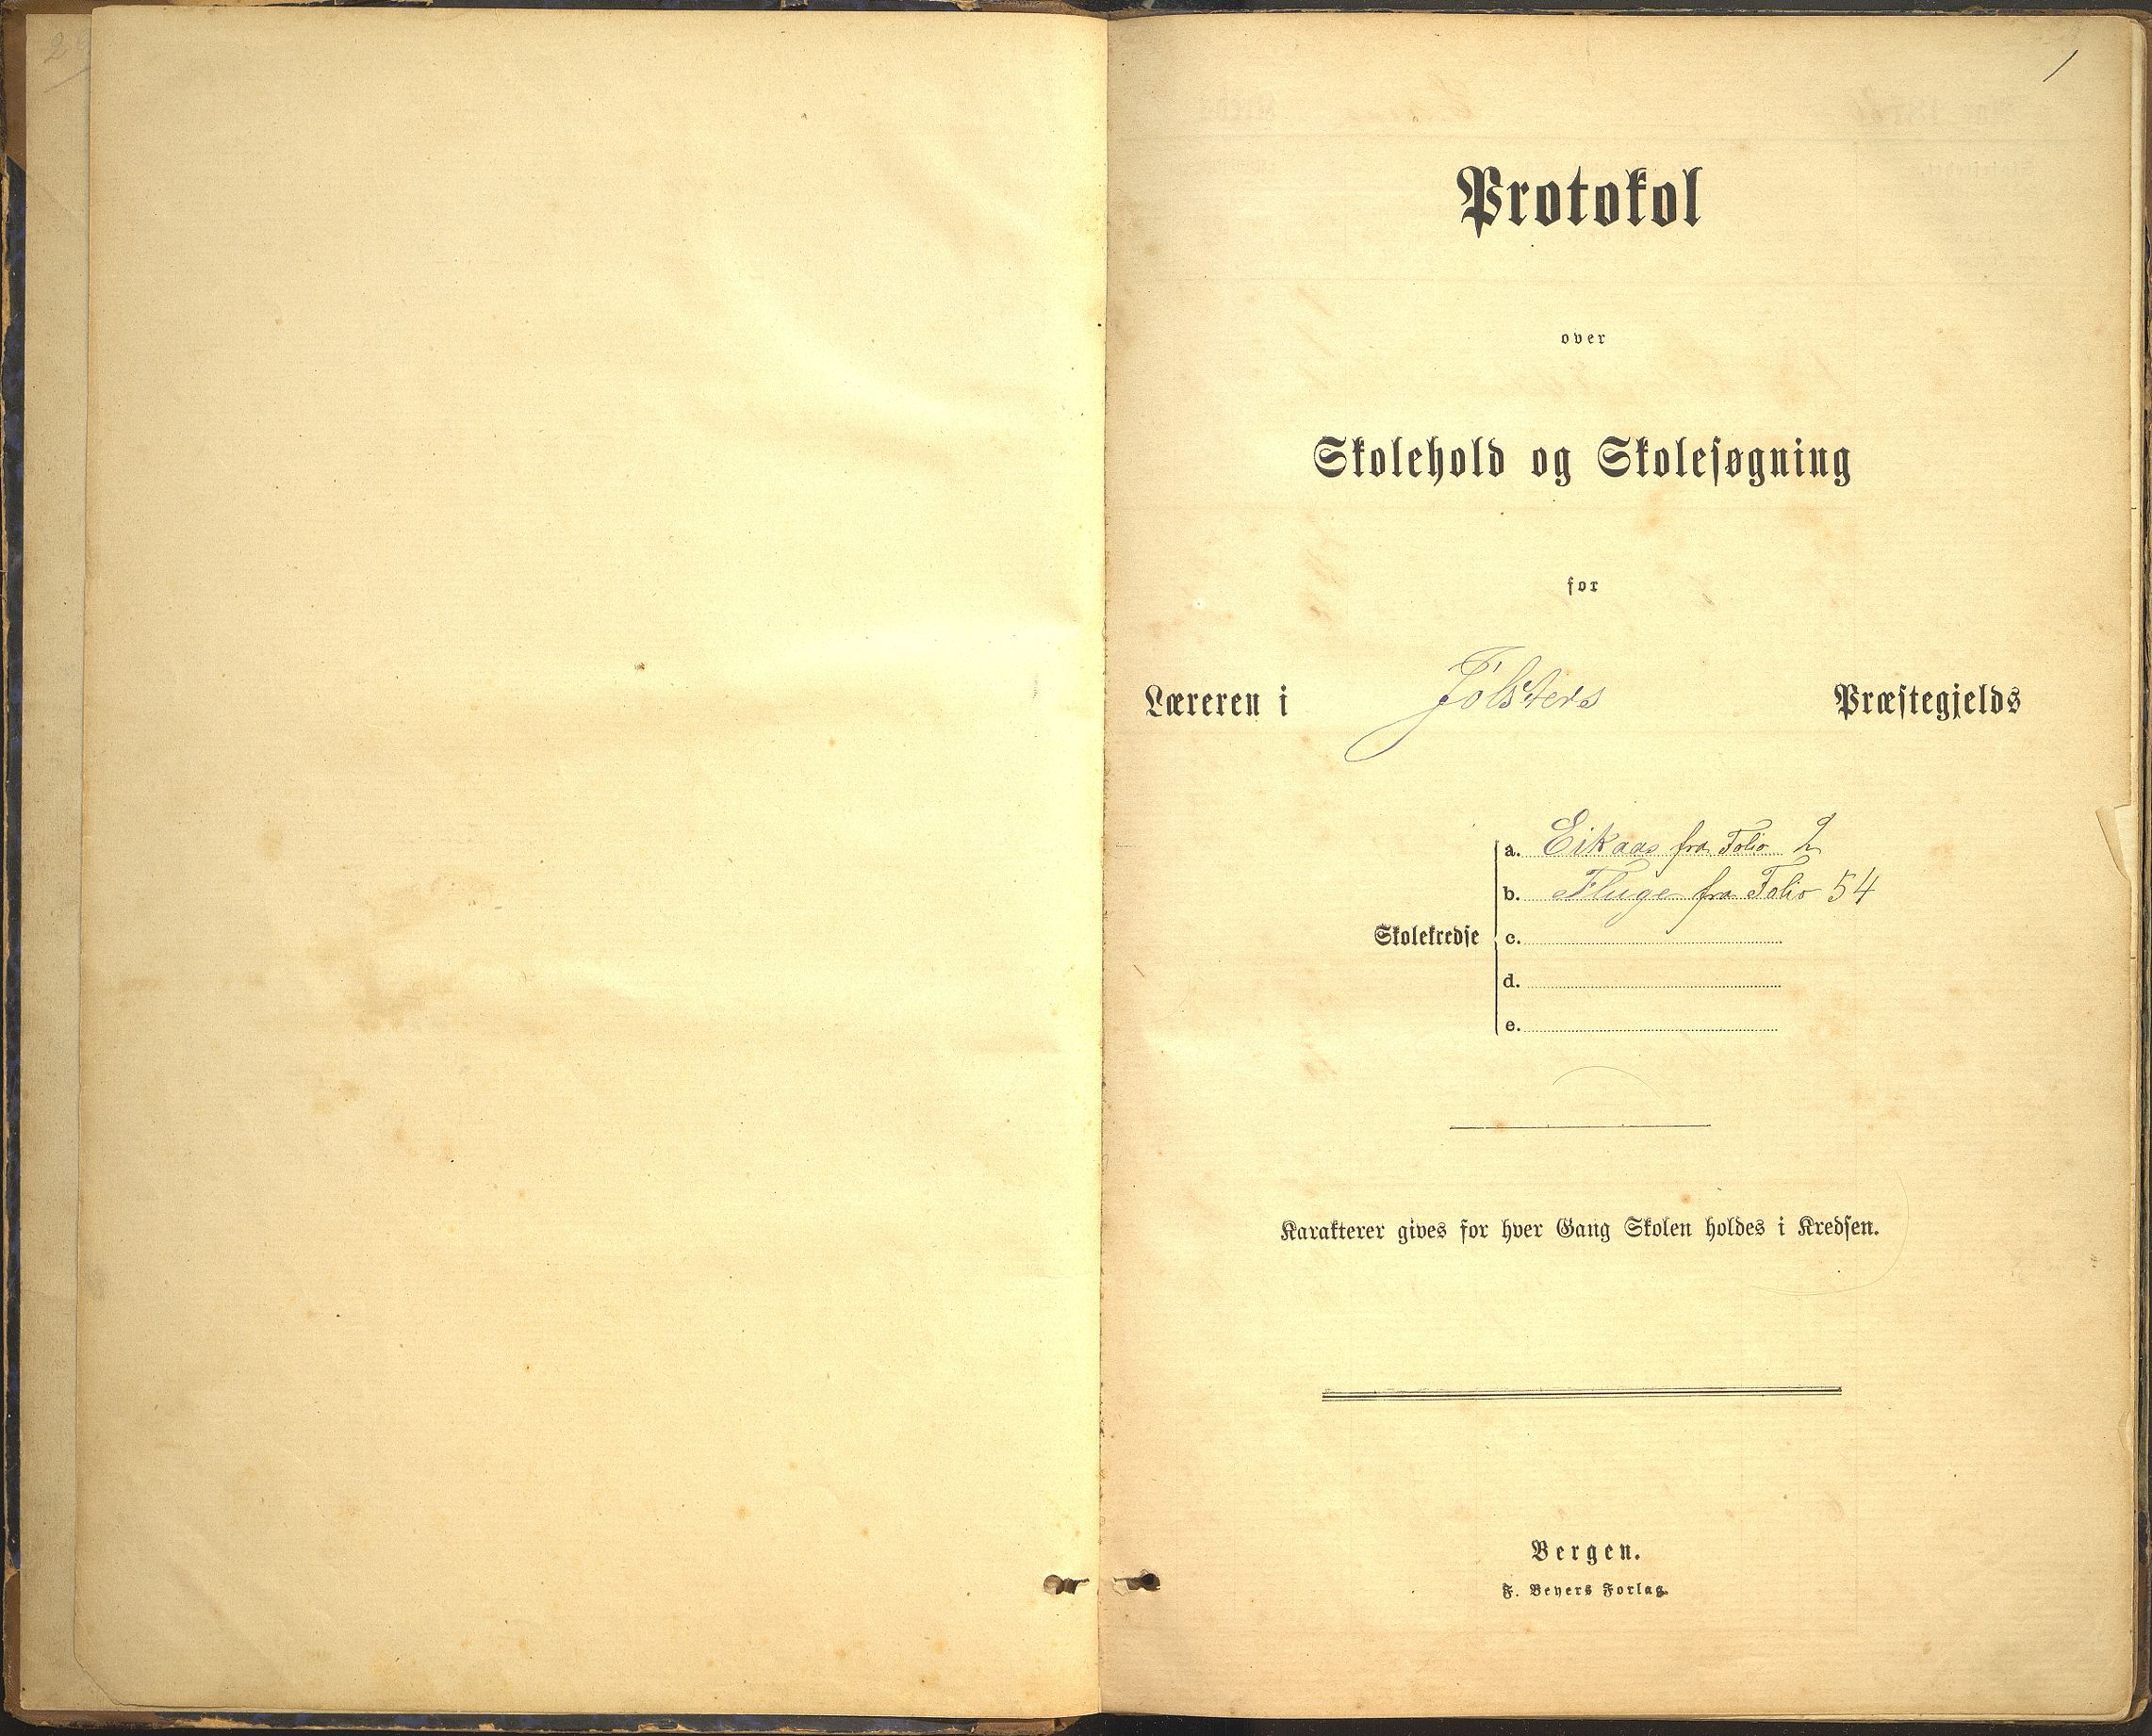 1
Protokol
over
Skolehold og Skolesøgning
for
Læreren i Jølsters Præstegjelds
Skolekredse
a. Eikaas fra Folio 2
b. Fluge fra Folio 54
c.
d.
e.
Karakterer gives for hver Gang Skolen holdes i Kredsen.
Bergen.
F. Beyers Forlag.